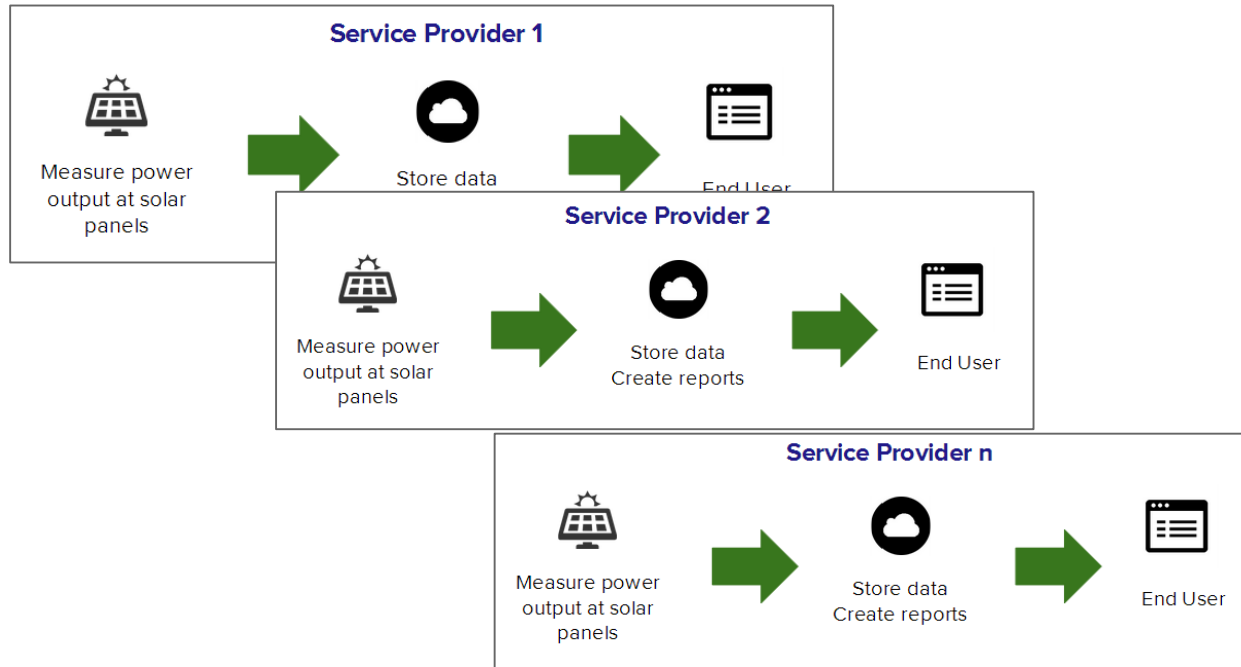 Service Provider 1
Measure power
output at solar
panels
Store data
End User
Service Provider 2
Measure power
output at solar
panels
Store data
Create reports
End User
Service Provider n
Measure power
output at solar
panels
Store data
Create reports
End User